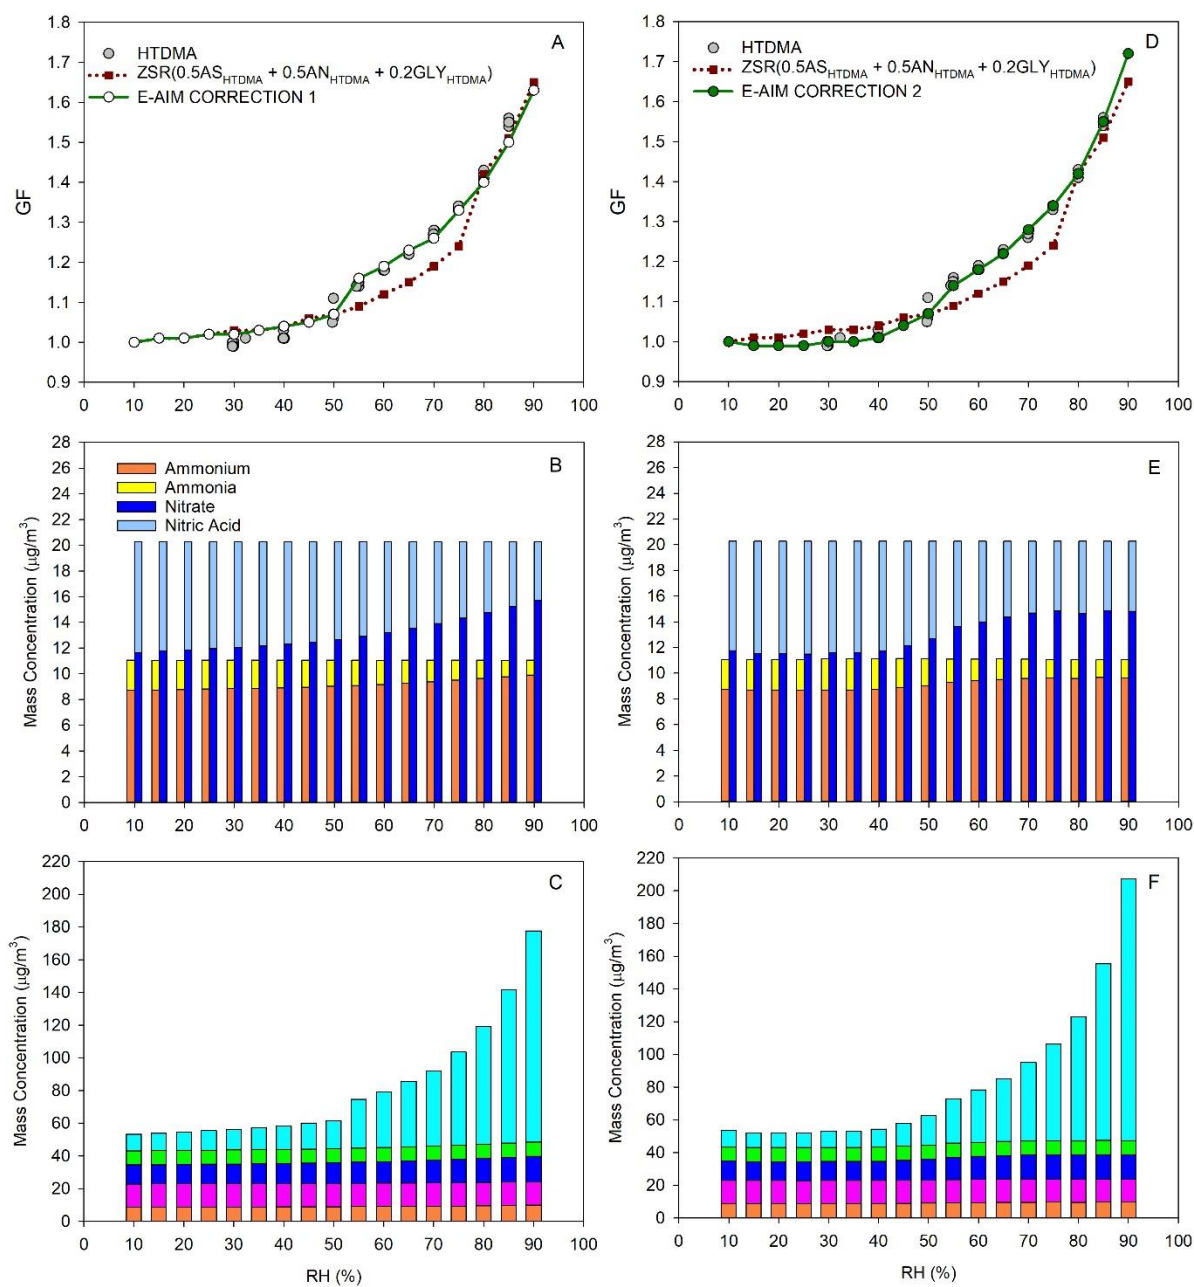 A
HTDMA
ZSR(0.5AS_HTDMA + 0.5AN_HTDMA + 0.2GLY_HTDMA)
E-AIM CORRECTION 1
GF
1.8
1.7
1.6
1.5
1.4
1.3
1.2
1.1
1.0
0.9
0 10 20 30 40 50 60 70 80 90 100
D
HTDMA
ZSR(0.5AS_HTDMA + 0.5AN_HTDMA + 0.2GLY_HTDMA)
E-AIM CORRECTION 2
GF
1.8
1.7
1.6
1.5
1.4
1.3
1.2
1.1
1.0
0.9
0 10 20 30 40 50 60 70 80 90 100
B
Ammonium
Ammonia
Nitrate
Nitric Acid
Mass Concentration (μg/m³)
28
26
24
22
20
18
16
14
12
10
8
6
4
2
0
0 10 20 30 40 50 60 70 80 90 100
E
Mass Concentration (μg/m³)
28
26
24
22
20
18
16
14
12
10
8
6
4
2
0
0 10 20 30 40 50 60 70 80 90 100
C
Mass Concentration (μg/m³)
220
200
180
160
140
120
100
80
60
40
20
0
0 10 20 30 40 50 60 70 80 90 100
RH (%)
F
Mass Concentration (μg/m³)
220
200
180
160
140
120
100
80
60
40
20
0
0 10 20 30 40 50 60 70 80 90 100
RH (%)